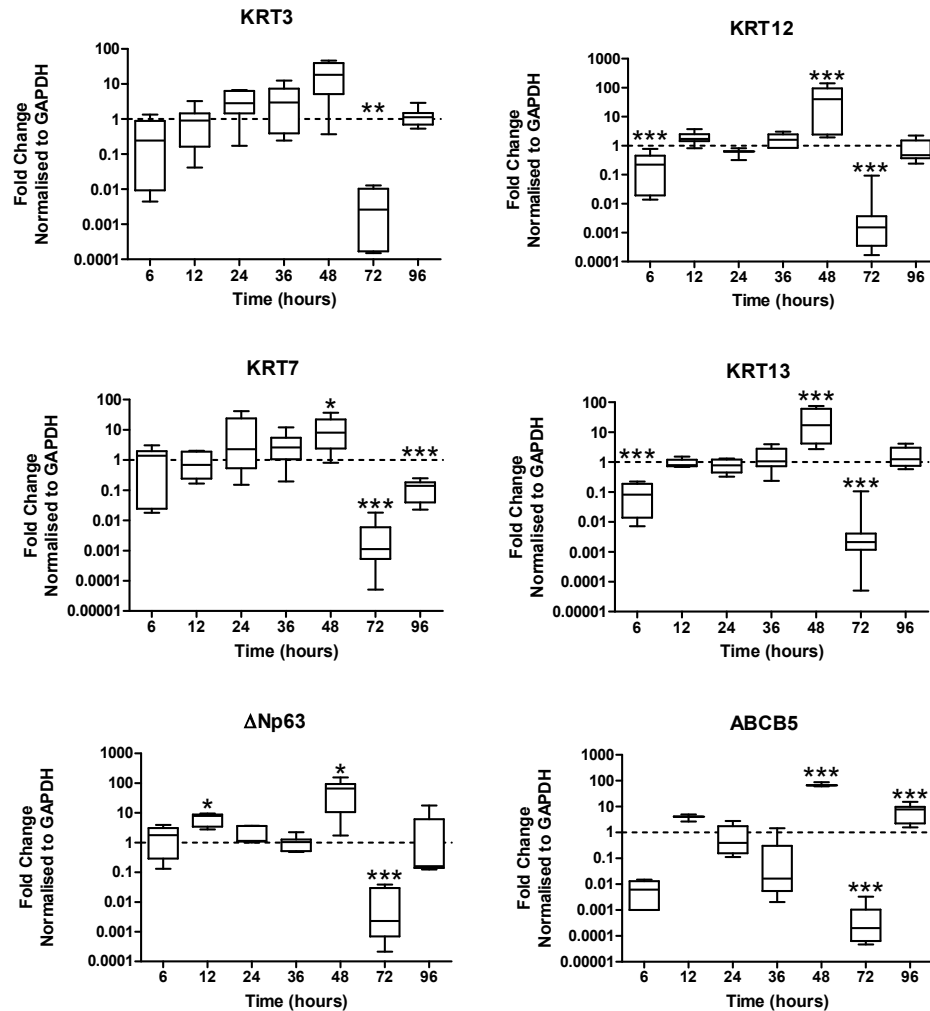 KRT3
Fold Change
Normalised to GAPDH
100
10
1
0.1
0.01
0.001
0.0001
**
6 12 24 36 48 72 96
Time (hours)
KRT12
Fold Change
Normalised to GAPDH
1000
100
10
1
0.1
0.01
0.001
0.0001
*** *** ***
6 12 24 36 48 72 96
Time (hours)
KRT7
Fold Change
Normalised to GAPDH
100
10
1
0.1
0.01
0.001
0.0001
0.00001
* *** ***
6 12 24 36 48 72 96
Time (hours)
KRT13
Fold Change
Normalised to GAPDH
100
10
1
0.1
0.01
0.001
0.0001
0.00001
*** *** ***
6 12 24 36 48 72 96
Time (hours)
ΔNp63
Fold Change
Normalised to GAPDH
1000
100
10
1
0.1
0.01
0.001
0.0001
* * ***
6 12 24 36 48 72 96
Time (hours)
ABCB5
Fold Change
Normalised to GAPDH
1000
100
10
1
0.1
0.01
0.001
0.0001
0.00001
*** *** ***
6 12 24 36 48 72 96
Time (hours)